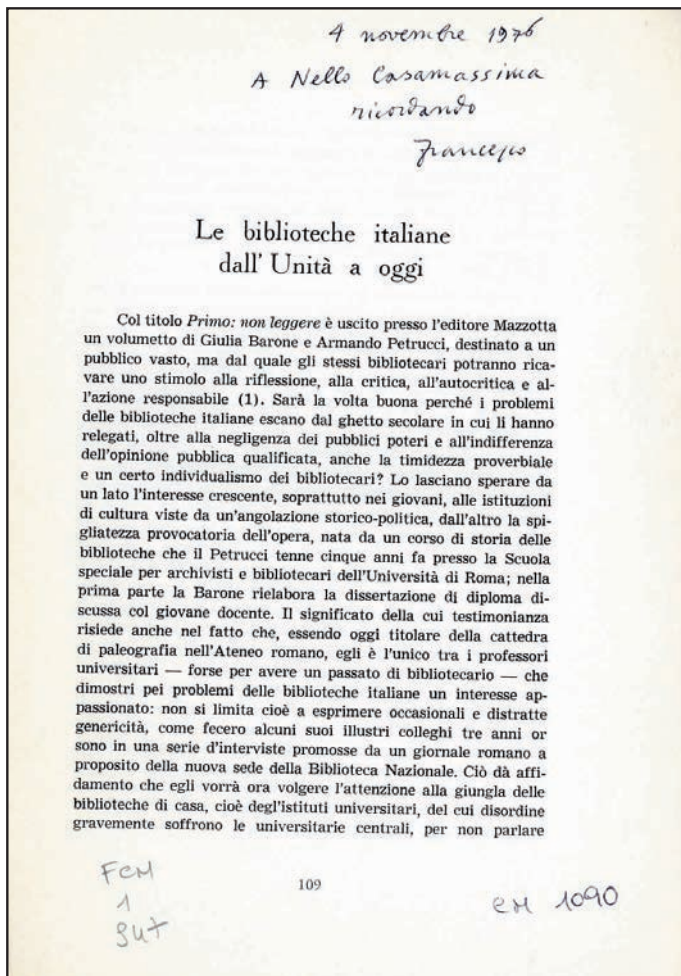 4 novembre 1976
A Nello Casamassima
ricordando
Francesco
Le biblioteche italiane
dall' Unità a oggi
Col titolo Primo: non leggere è uscito presso l'editore Mazzotta
un volumetto di Giulia Barone e Armando Petrucci, destinato a un
pubblico vasto, ma dal quale gli stessi bibliotecari potranno rica-
vare uno stimolo alla riflessione, alla critica, all'autocritica e al-
l'azione responsabile (1). Sarà la volta buona perché i problemi
delle biblioteche italiane escano dal ghetto secolare in cui li hanno
relegati, oltre alla negligenza dei pubblici poteri e all'indifferenza
dell'opinione pubblica qualificata, anche la timidezza proverbiale
e un certo individualismo dei bibliotecari? Lo lasciano sperare da
un lato l'interesse crescente, soprattutto nei giovani, alle istituzioni
di cultura viste da un'angolazione storico-politica, dall'altro la spi-
gliatezza provocatoria dell'opera, nata da un corso di storia delle
biblioteche che il Petrucci tenne cinque anni fa presso la Scuola
speciale per archivisti e bibliotecari dell'Università di Roma; nella
prima parte la Barone rielabora la dissertazione di diploma di-
scussa col giovane docente. Il significato della cui testimonianza
risiede anche nel fatto che, essendo oggi titolare della cattedra
di paleografia nell'Ateneo romano, egli è l'unico tra i professori
universitari — forse per avere un passato di bibliotecario — che
dimostri pei problemi delle biblioteche italiane un interesse ap-
passionato: non si limita cioè a esprimere occasionali e distratte
genericità, come fecero alcuni suoi illustri colleghi tre anni or
sono in una serie d'interviste promosse da un giornale romano a
proposito della nuova sede della Biblioteca Nazionale. Ciò dà affi-
damento che egli vorrà ora volgere l'attenzione alla giungla delle
biblioteche di casa, cioè degl'istituti universitari, del cui disordine
gravemente soffrono le universitarie centrali, per non parlare
109
FCM
1
CM 1090